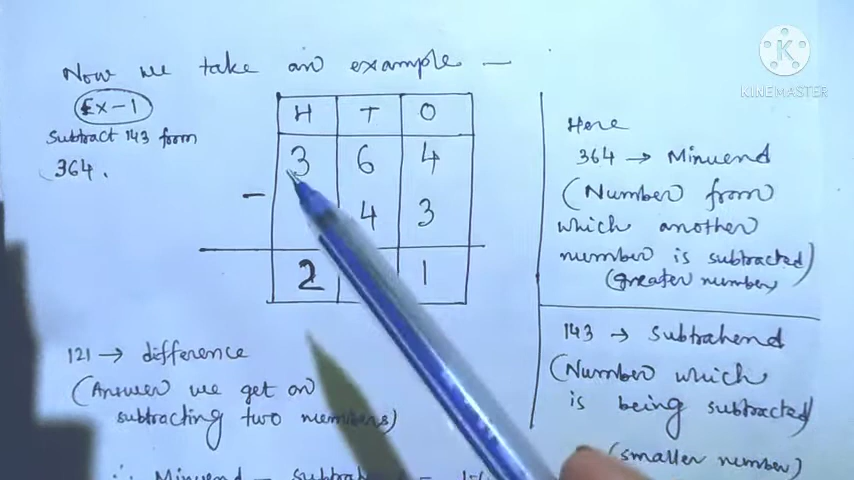 Now we take an example —
Ex-1
Subtract 143 from
364.
H T O
3 6 4
- 4 3
2 1
121 → difference
(Answer we get on
subtracting two numbers)
∴ Minuend - subtrah
Here
364 → Minuend
(Number from
which another
number is subtracted)
(greater number)
143 → Subtrahend
(Number which
is being subtracted)
(smaller number)
K
KINEMASTER